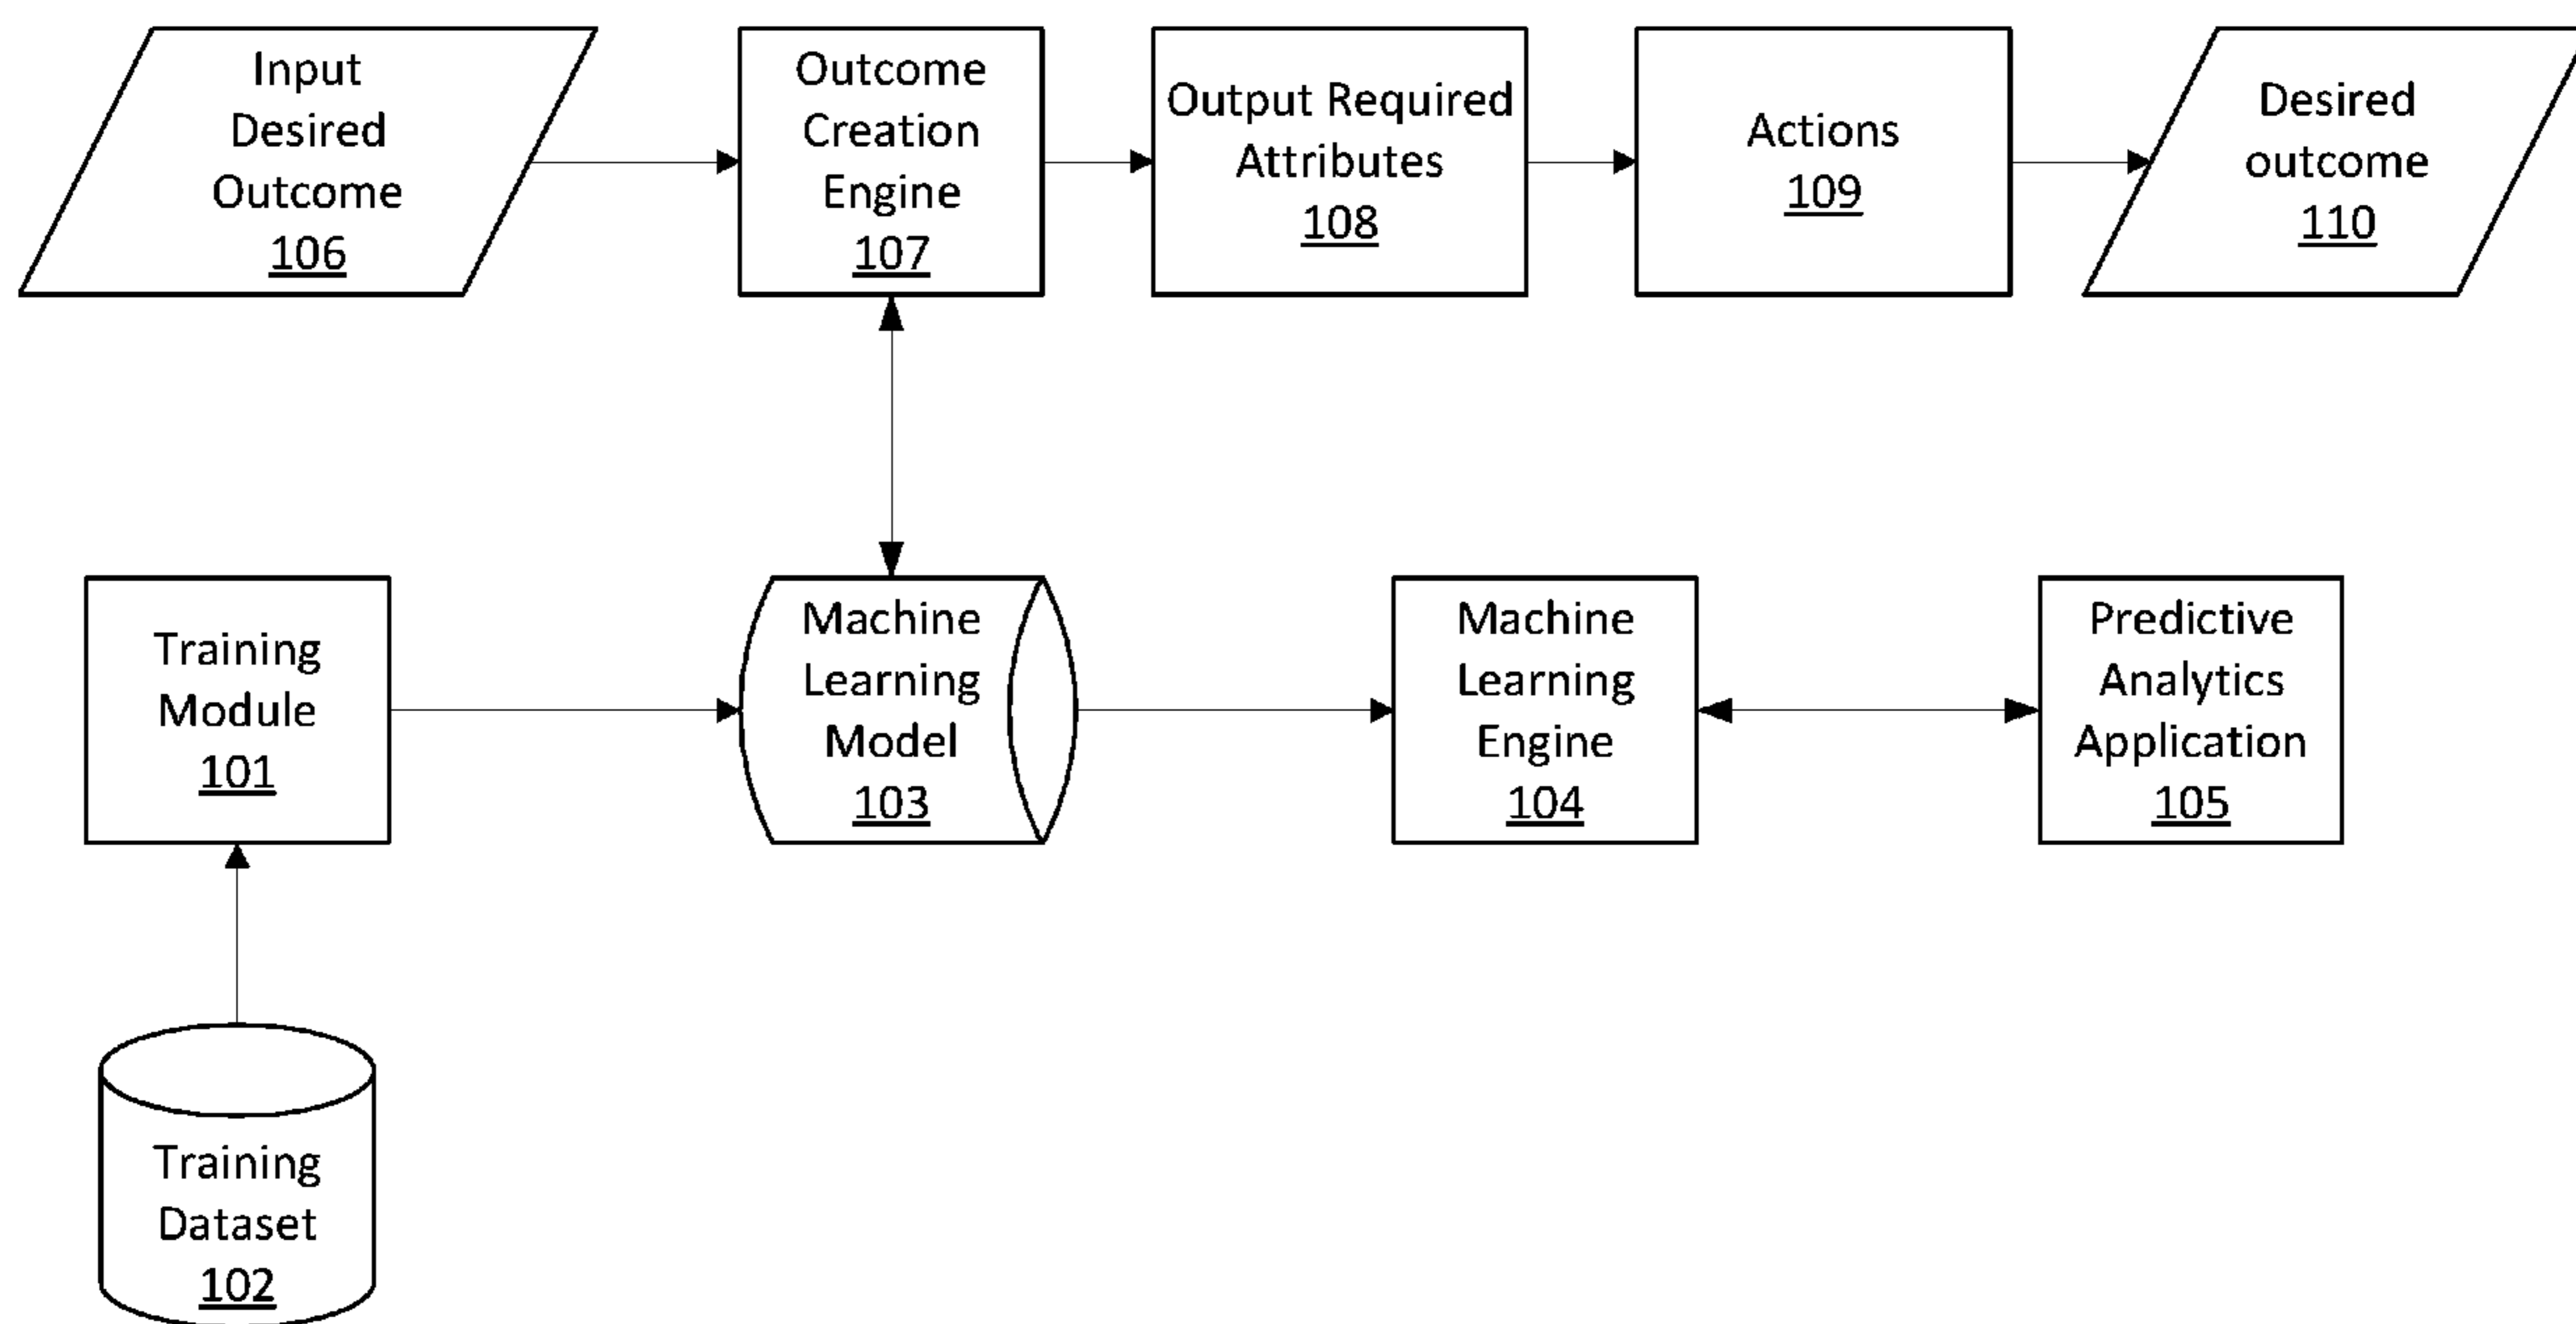 Input
Desired
Outcome
106
Outcome
Creation
Engine
107
Output Required
Attributes
108
Actions
109
Desired
outcome
110
Training
Module
101
Machine
Learning
Model
103
Machine
Learning
Engine
104
Predictive
Analytics
Application
105
Training
Dataset
102